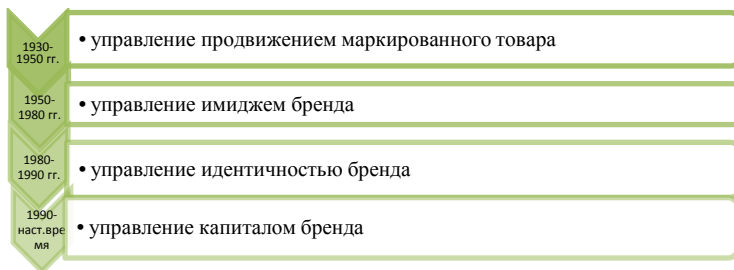 1930-
1950 гг.
• управление продвижением маркированного товара
1950-
1980 гг.
• управление имиджем бренда
1980-
1990 гг.
• управление идентичностью бренда
1990-
наст.вре
мя
• управление капиталом бренда